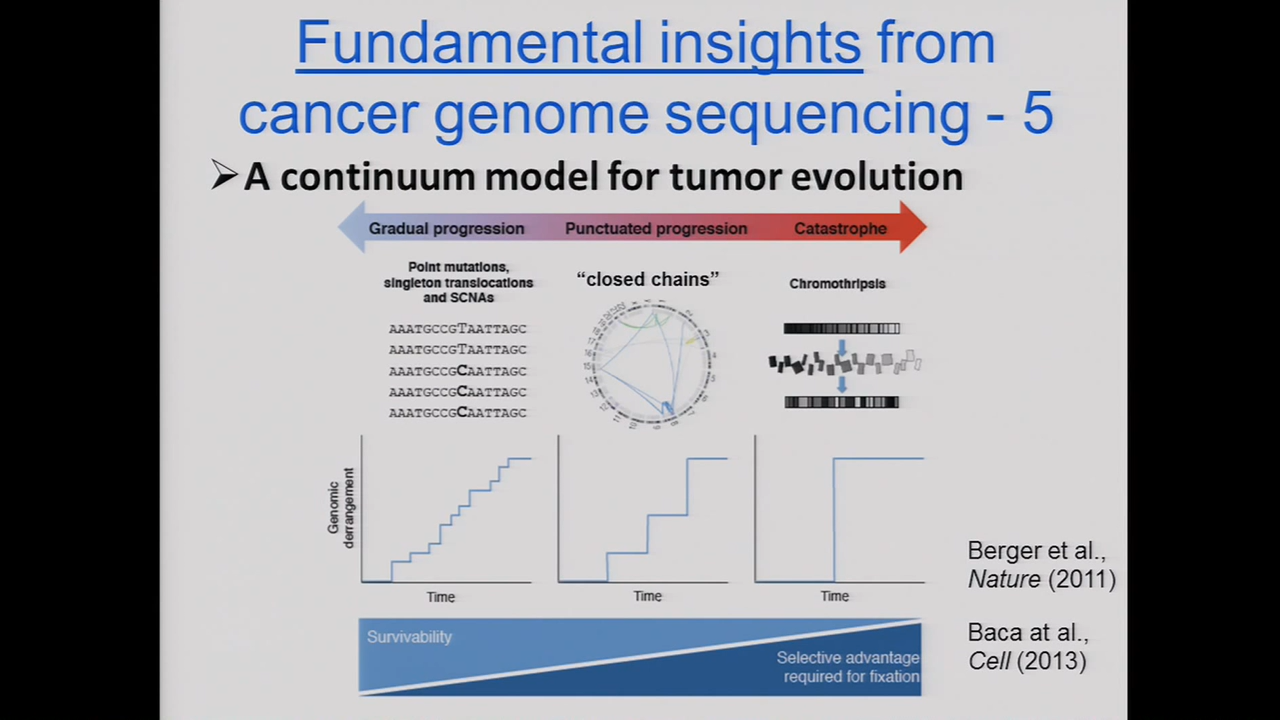 Fundamental insights from
cancer genome sequencing - 5
➢ A continuum model for tumor evolution
Gradual progression
Punctuated progression
Catastrophe
Point mutations,
singleton translocations
and SCNAs
“closed chains”
Chromothripsis
AAATGCCGTAATTAGC
AAATGCCGTAATTAGC
AAATGCCGCAATTAGC
AAATGCCGCAATTAGC
AAATGCCGCAATTAGC
Genomic
derrangement
Time
Time
Time
Berger et al.,
Nature (2011)
Baca at al.,
Cell (2013)
Survivability
Selective advantage
required for fixation